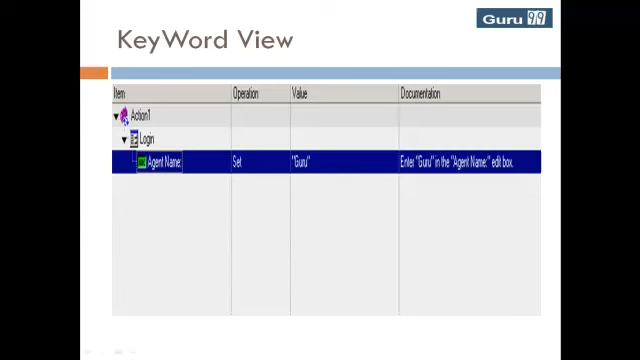 Guru 99
KeyWord View
Item Operation Value Documentation
Action1
Login
Agent Name: Set "Guru" Enter "Guru" in the "Agent Name:" edit box.